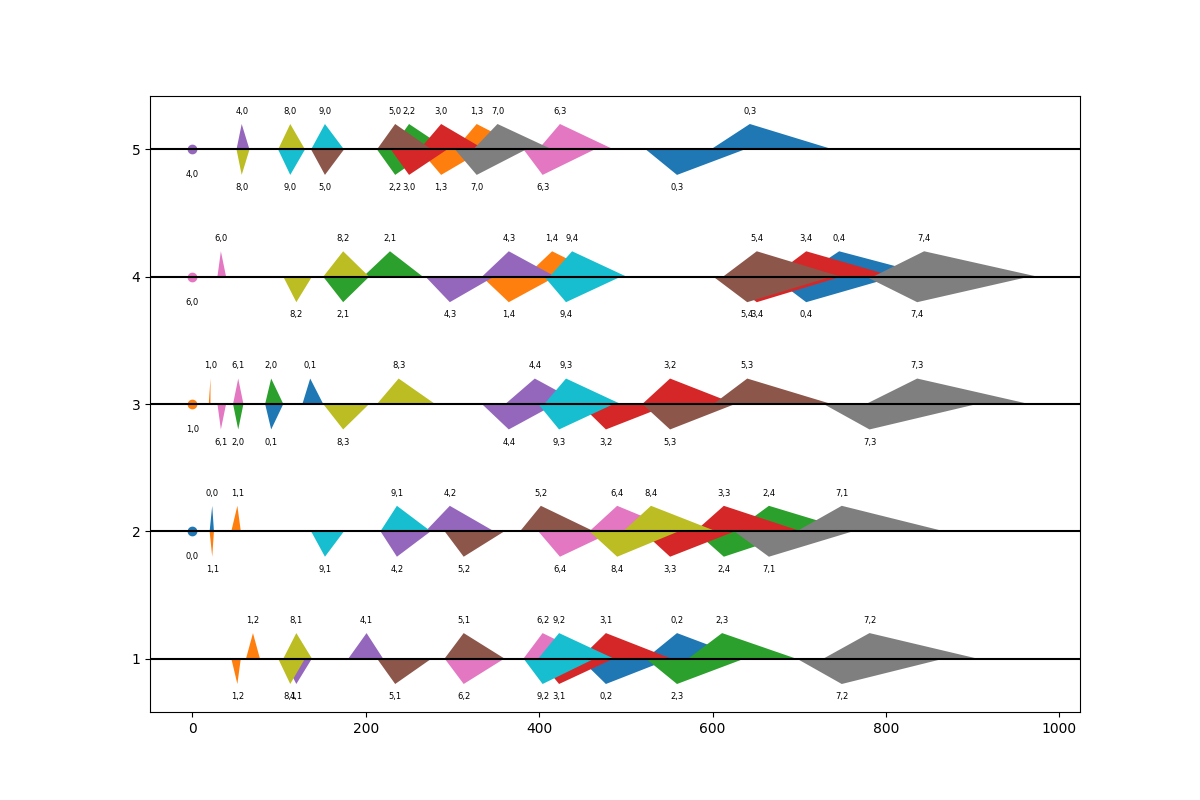 4,0 8,0 9,0 5,0 2,2 3,0 1,3 7,0 6,3 0,3
5
4,0 8,0 9,0 5,0 2,2 3,0 1,3 7,0 6,3 0,3
6,0 8,2 2,1 4,3 1,4 9,4 5,4 3,4 0,4 7,4
4
6,0 8,2 2,1 4,3 1,4 9,4 5,4 3,4 0,4 7,4
1,0 6,1 2,0 0,1 8,3 4,4 9,3 3,2 5,3 7,3
3
1,0 6,1 2,0 0,1 8,3 4,4 9,3 3,2 5,3 7,3
0,0 1,1 9,1 4,2 5,2 6,4 8,4 3,3 2,4 7,1
2
0,0 1,1 9,1 4,2 5,2 6,4 8,4 3,3 2,4 7,1
1,2 8,1 4,1 5,1 6,2 9,2 3,1 0,2 2,3 7,2
1
1,2 8,1 4,1 5,1 6,2 9,2 3,1 0,2 2,3 7,2
0 200 400 600 800 1000